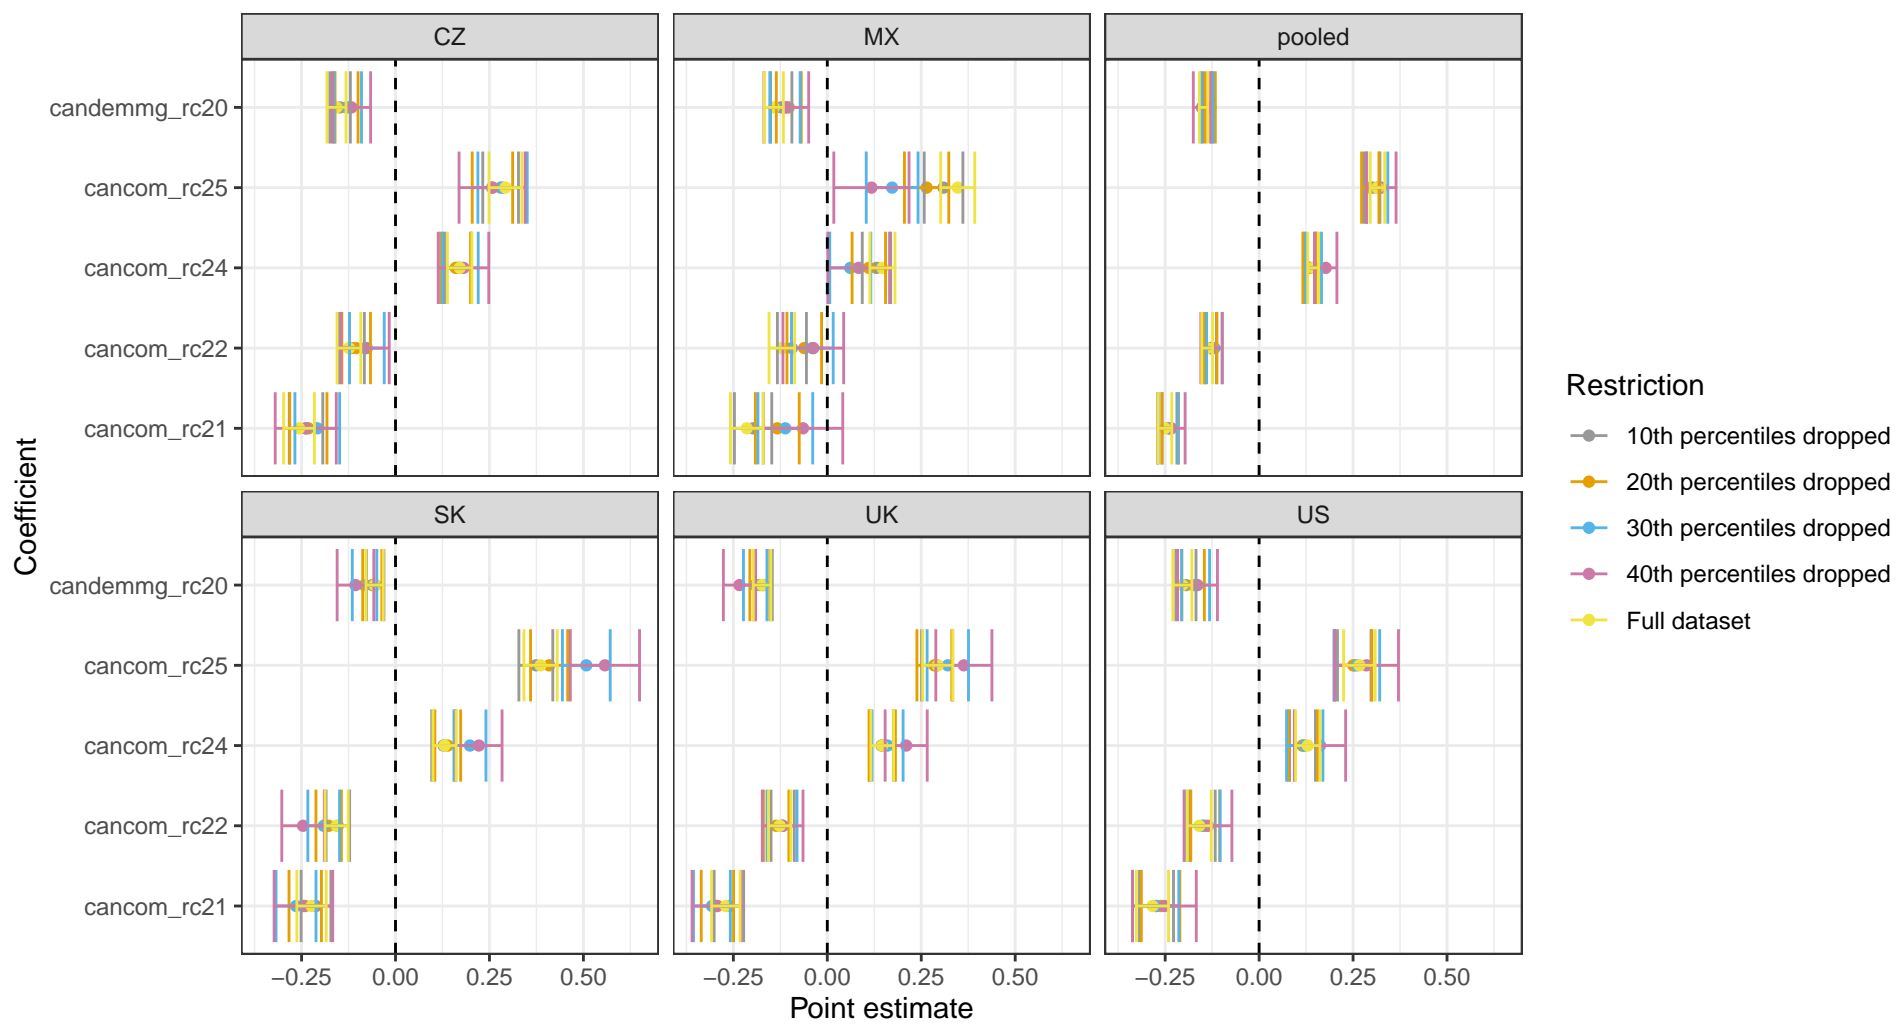 CZ
MX
pooled
candemmg_rc20
cancom_rc25
cancom_rc24
cancom_rc22
cancom_rc21
SK
UK
US
candemmg_rc20
cancom_rc25
cancom_rc24
cancom_rc22
cancom_rc21
−0.25 0.00 0.25 0.50
−0.25 0.00 0.25 0.50
−0.25 0.00 0.25 0.50
Point estimate
Coefficient
Restriction
10th percentiles dropped
20th percentiles dropped
30th percentiles dropped
40th percentiles dropped
Full dataset